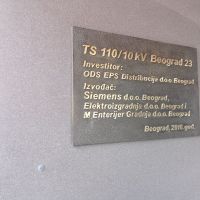 TS 110/10 kV Beograd 23
Investitor:
ODS EPS Distribucija d.o.o. Beograd
Izvođač:
Siemens d.o.o. Beograd,
Elektroizgradnja d.o.o. Beograd i
M Enterijer Gradnja d.o.o. Beograd
Beograd, 2016. god.